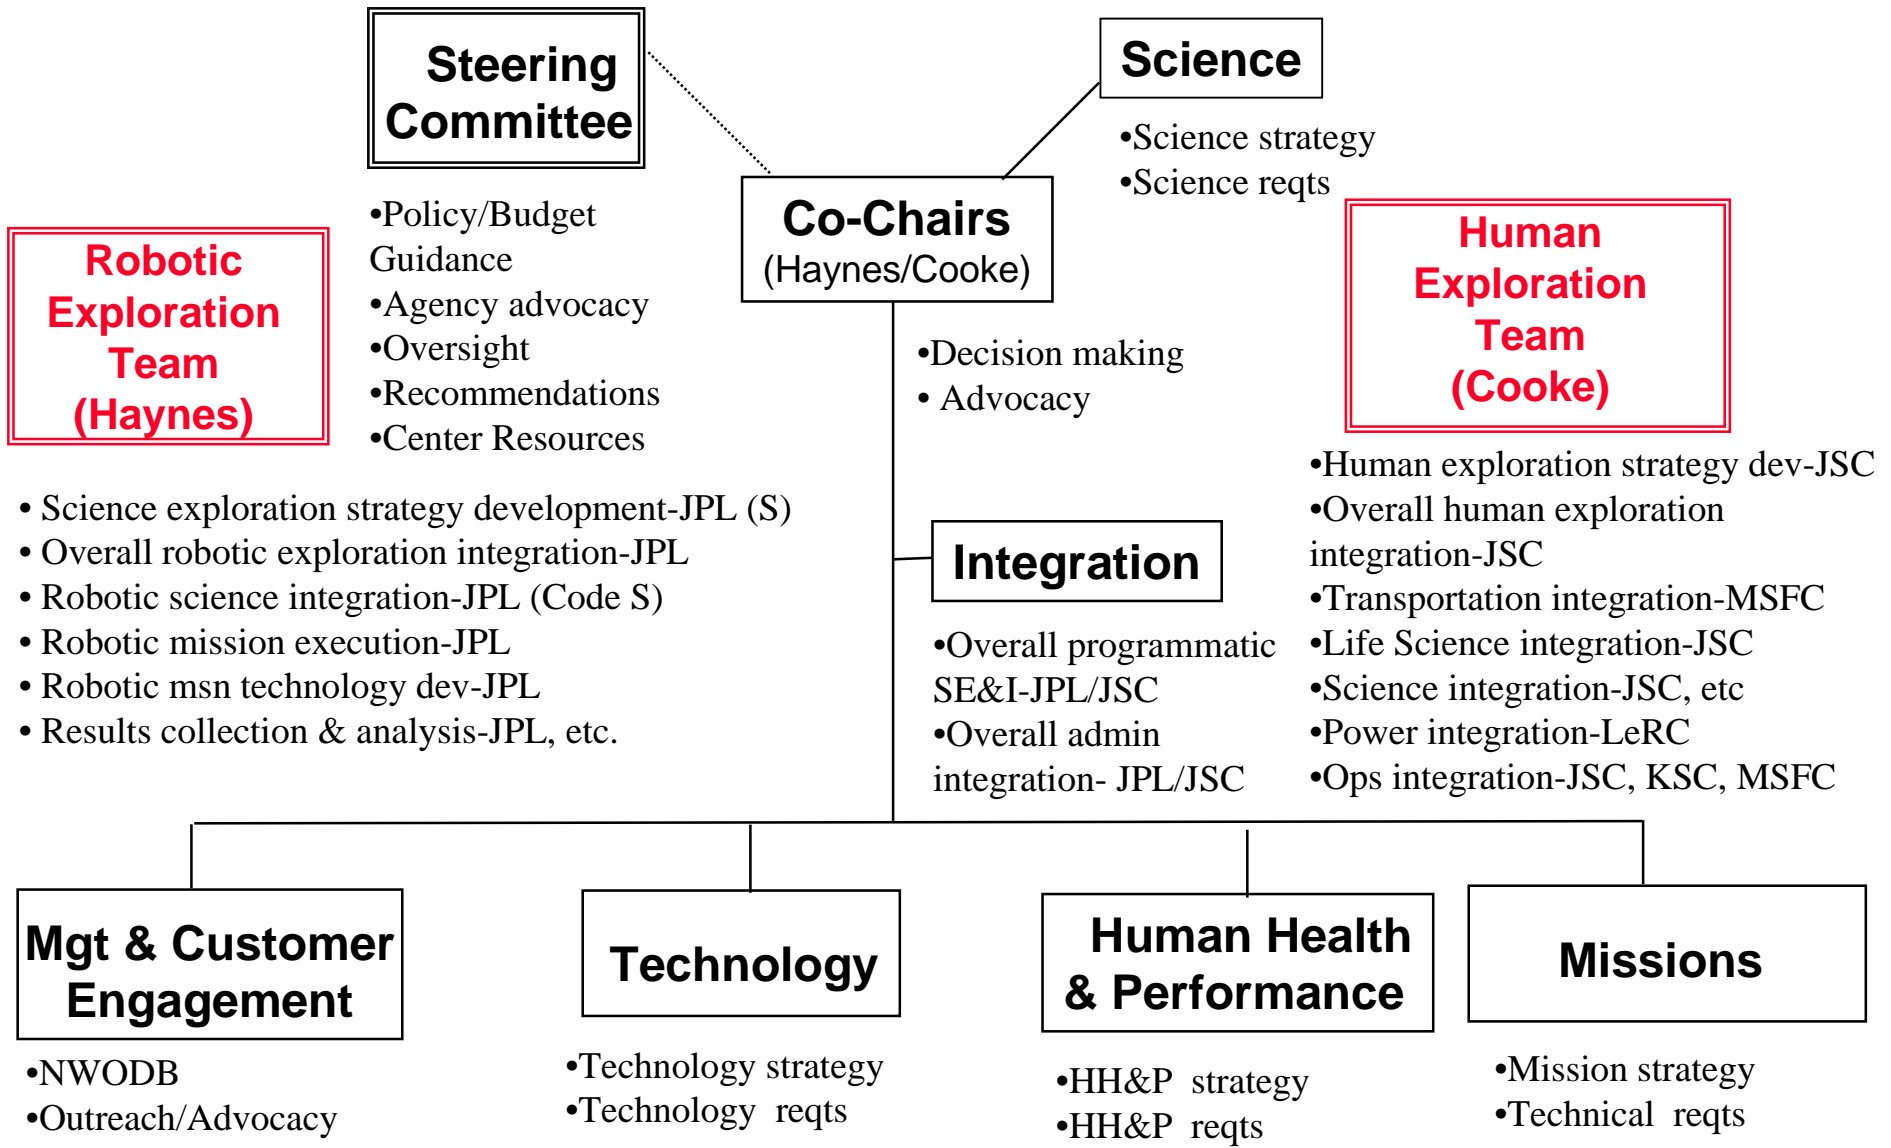 Steering
Committee
•Policy/Budget
Guidance
•Agency advocacy
•Oversight
•Recommendations
•Center Resources
Science
•Science strategy
•Science reqts
Co-Chairs
(Haynes/Cooke)
•Decision making
• Advocacy
Robotic
Exploration
Team
(Haynes)
• Science exploration strategy development-JPL (S)
• Overall robotic exploration integration-JPL
• Robotic science integration-JPL (Code S)
• Robotic mission execution-JPL
• Robotic msn technology dev-JPL
• Results collection & analysis-JPL, etc.
Human
Exploration
Team
(Cooke)
•Human exploration strategy dev-JSC
•Overall human exploration
integration-JSC
•Transportation integration-MSFC
•Life Science integration-JSC
•Science integration-JSC, etc
•Power integration-LeRC
•Ops integration-JSC, KSC, MSFC
Integration
•Overall programmatic
SE&I-JPL/JSC
•Overall admin
integration- JPL/JSC
Mgt & Customer
Engagement
•NWODB
•Outreach/Advocacy
Technology
•Technology strategy
•Technology reqts
Human Health
& Performance
•HH&P strategy
•HH&P reqts
Missions
•Mission strategy
•Technical reqts